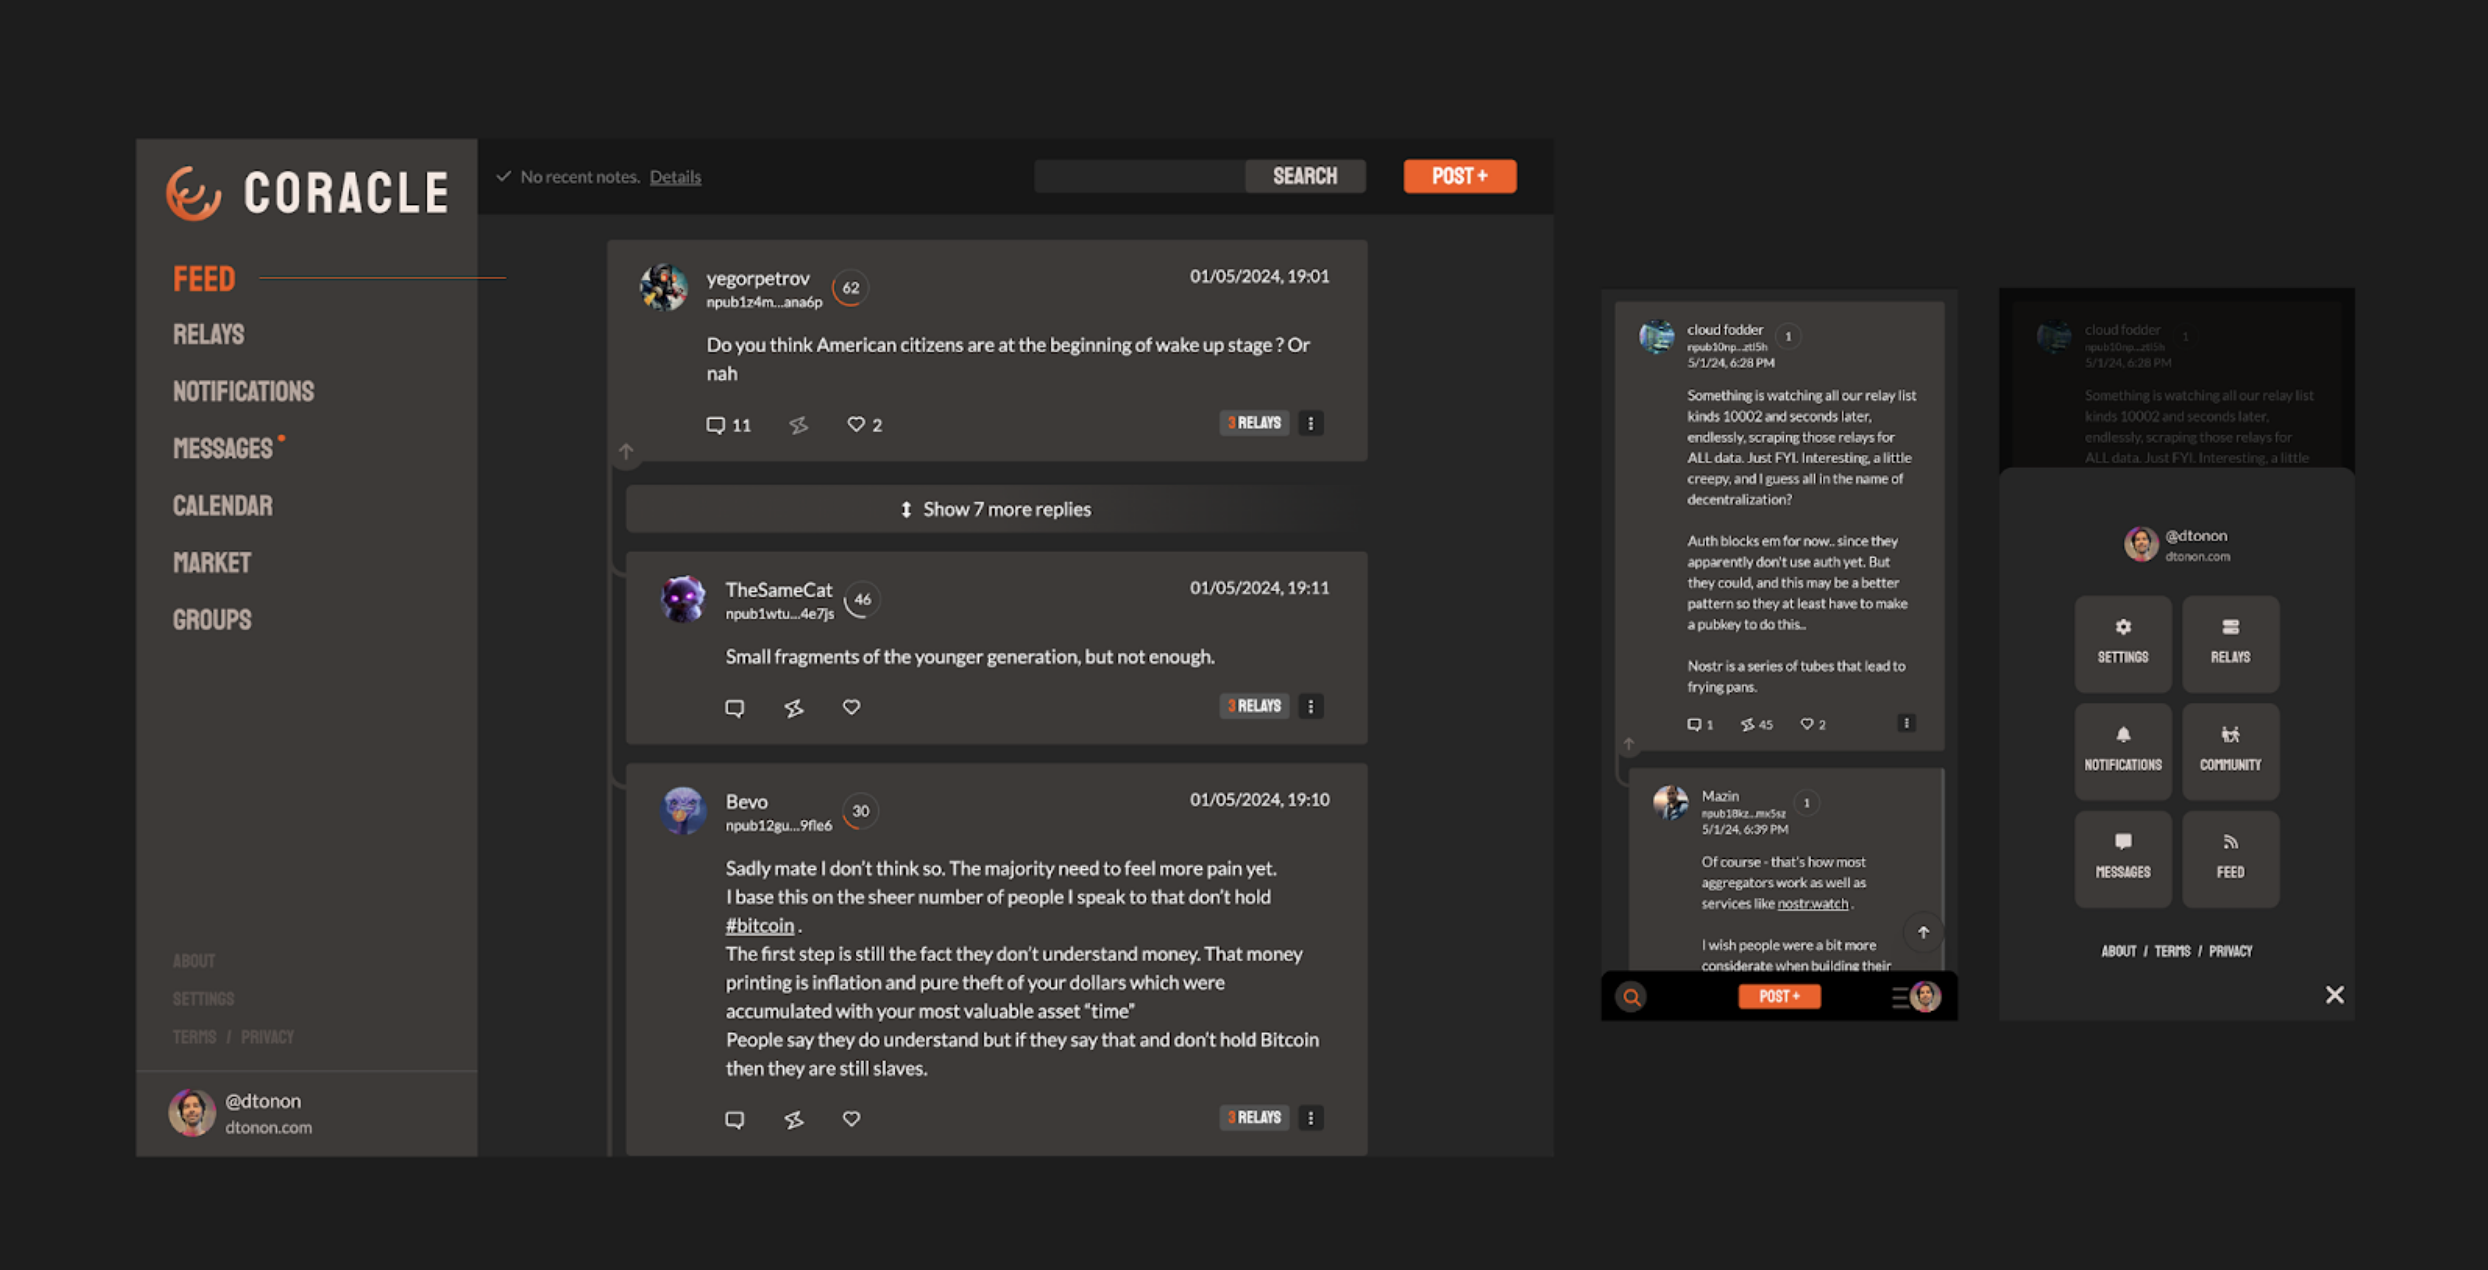 CORACLE
FEED
RELAYS
NOTIFICATIONS
MESSAGES
CALENDAR
MARKET
GROUPS
ABOUT
SETTINGS
TERMS / PRIVACY
@dtonon
dtonon.com
No recent notes. Details
SEARCH
POST +
yegorpetrov 62 01/05/2024, 19:01
npub1z4m...ana6p
Do you think American citizens are at the beginning of wake up stage ? Or
nah
11 2 3 RELAYS
Show 7 more replies
TheSameCat 46 01/05/2024, 19:11
npub1wtu...4e7js
Small fragments of the younger generation, but not enough.
3 RELAYS
Bevo 30 01/05/2024, 19:10
npub12gu...9fle6
Sadly mate I don't think so. The majority need to feel more pain yet.
I base this on the sheer number of people I speak to that don't hold
#bitcoin .
The first step is still the fact they don't understand money. That money
printing is inflation and pure theft of your dollars which were
accumulated with your most valuable asset “time”
People say they do understand but if they say that and don't hold Bitcoin
then they are still slaves.
3 RELAYS
cloud fodder 1
npub10np...ztl5h
5/1/24, 6:28 PM
Something is watching all our relay list
kinds 10002 and seconds later,
endlessly, scraping those relays for
ALL data. Just FYI. Interesting, a little
creepy, and I guess all in the name of
decentralization?
Auth blocks em for now.. since they
apparently don't use auth yet. But
they could, and this may be a better
pattern so they at least have to make
a pubkey to do this..
Nostr is a series of tubes that lead to
frying pans.
1 45 2
Mazin 1
npub18kz...mx5sz
5/1/24, 6:39 PM
Of course - that's how most
aggregators work as well as
services like nostr.watch .
I wish people were a bit more
considerate when building their
POST +
cloud fodder 1
npub10np...ztl5h
5/1/24, 6:28 PM
Something is watching all our relay list
kinds 10002 and seconds later,
endlessly, scraping those relays for
ALL data. Just FYI. Interesting, a little
@dtonon
dtonon.com
SETTINGS RELAYS
NOTIFICATIONS COMMUNITY
MESSAGES FEED
ABOUT / TERMS / PRIVACY